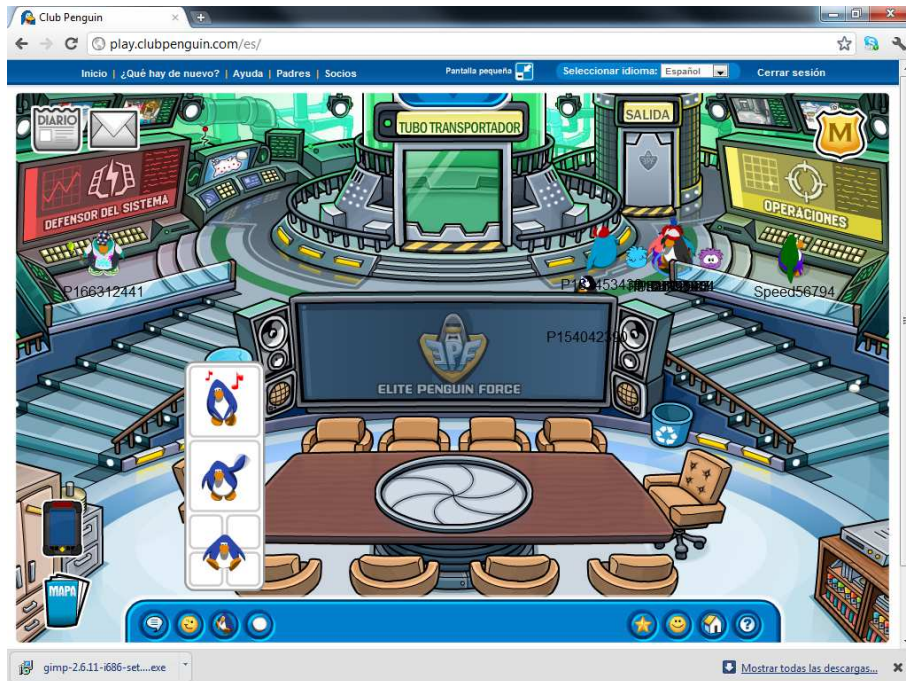 Club Penguin
play.clubpenguin.com/es/
Inicio | ¿Qué hay de nuevo? | Ayuda | Padres | Socios
Pantalla pequeña
Seleccionar idioma: Español
Cerrar sesión
DIARIO
TUBO TRANSPORTADOR
SALIDA
M
DEFENSOR DEL SISTEMA
OPERACIONES
P166312441
Speed56794
P154042390
EPF
ELITE PENGUIN FORCE
MAPA
gimp-2.6.11-i686-set....exe
Mostrar todas las descargas...